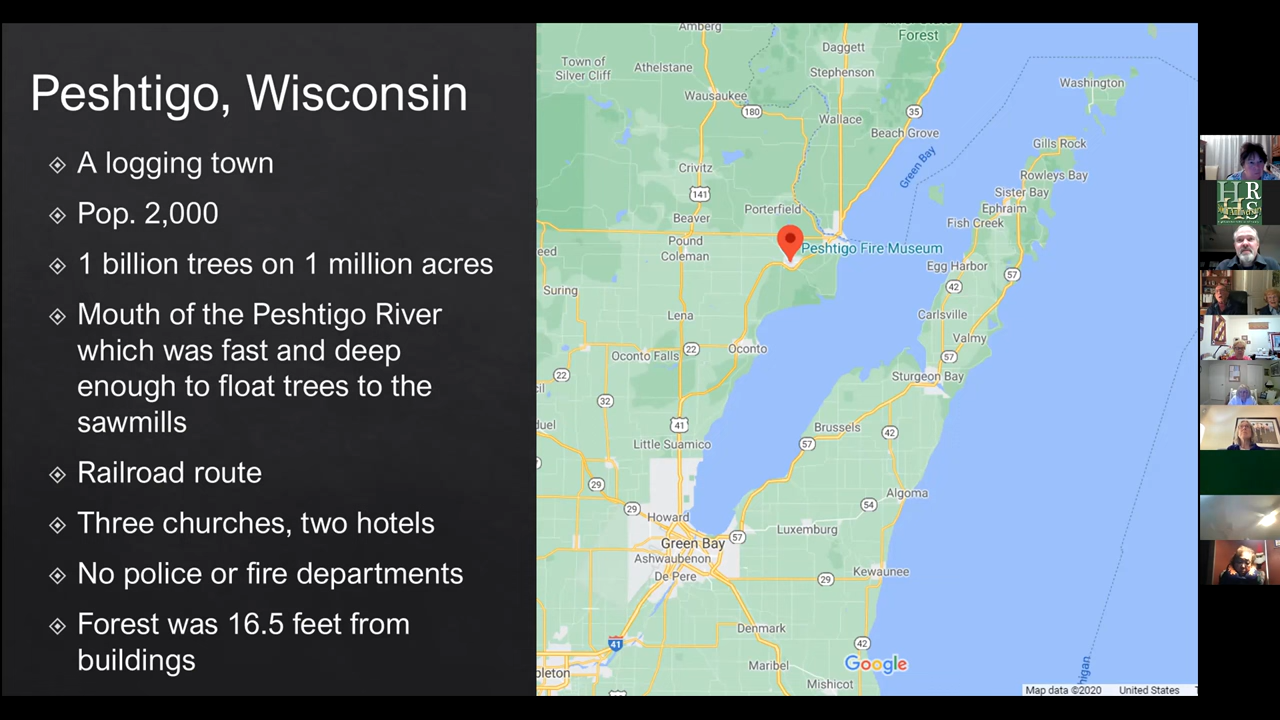 Peshtigo, Wisconsin
A logging town
Pop. 2,000
1 billion trees on 1 million acres
Mouth of the Peshtigo River
which was fast and deep
enough to float trees to the
sawmills
Railroad route
Three churches, two hotels
No police or fire departments
Forest was 16.5 feet from
buildings
Amberg
Forest
Daggett
Town of
Silver Cliff
Athelstane
Stephenson
Washington
Wausaukee
180
35
Wallace
Beach Grove
Gills Rock
Green Bay
Crivitz
Rowleys Bay
141
Sister Bay
Beaver
Porterfield
Ephraim
Fish Creek
Pound
Coleman
Peshtigo Fire Museum
eed
Egg Harbor
57
42
Suring
Lena
Carlsville
Valmy
Oconto Falls
22
Oconto
57
22
Sturgeon Bay
32
41
Brussels
42
duel
Little Suamico
57
29
Algoma
29
54
Howard
Luxemburg
Green Bay
57
Ashwaubenon
De Pere
29
Kewaunee
Denmark
41
42
Maribel
Google
pleton
Mishicot
higan
Map data ©2020
United States
HRHS